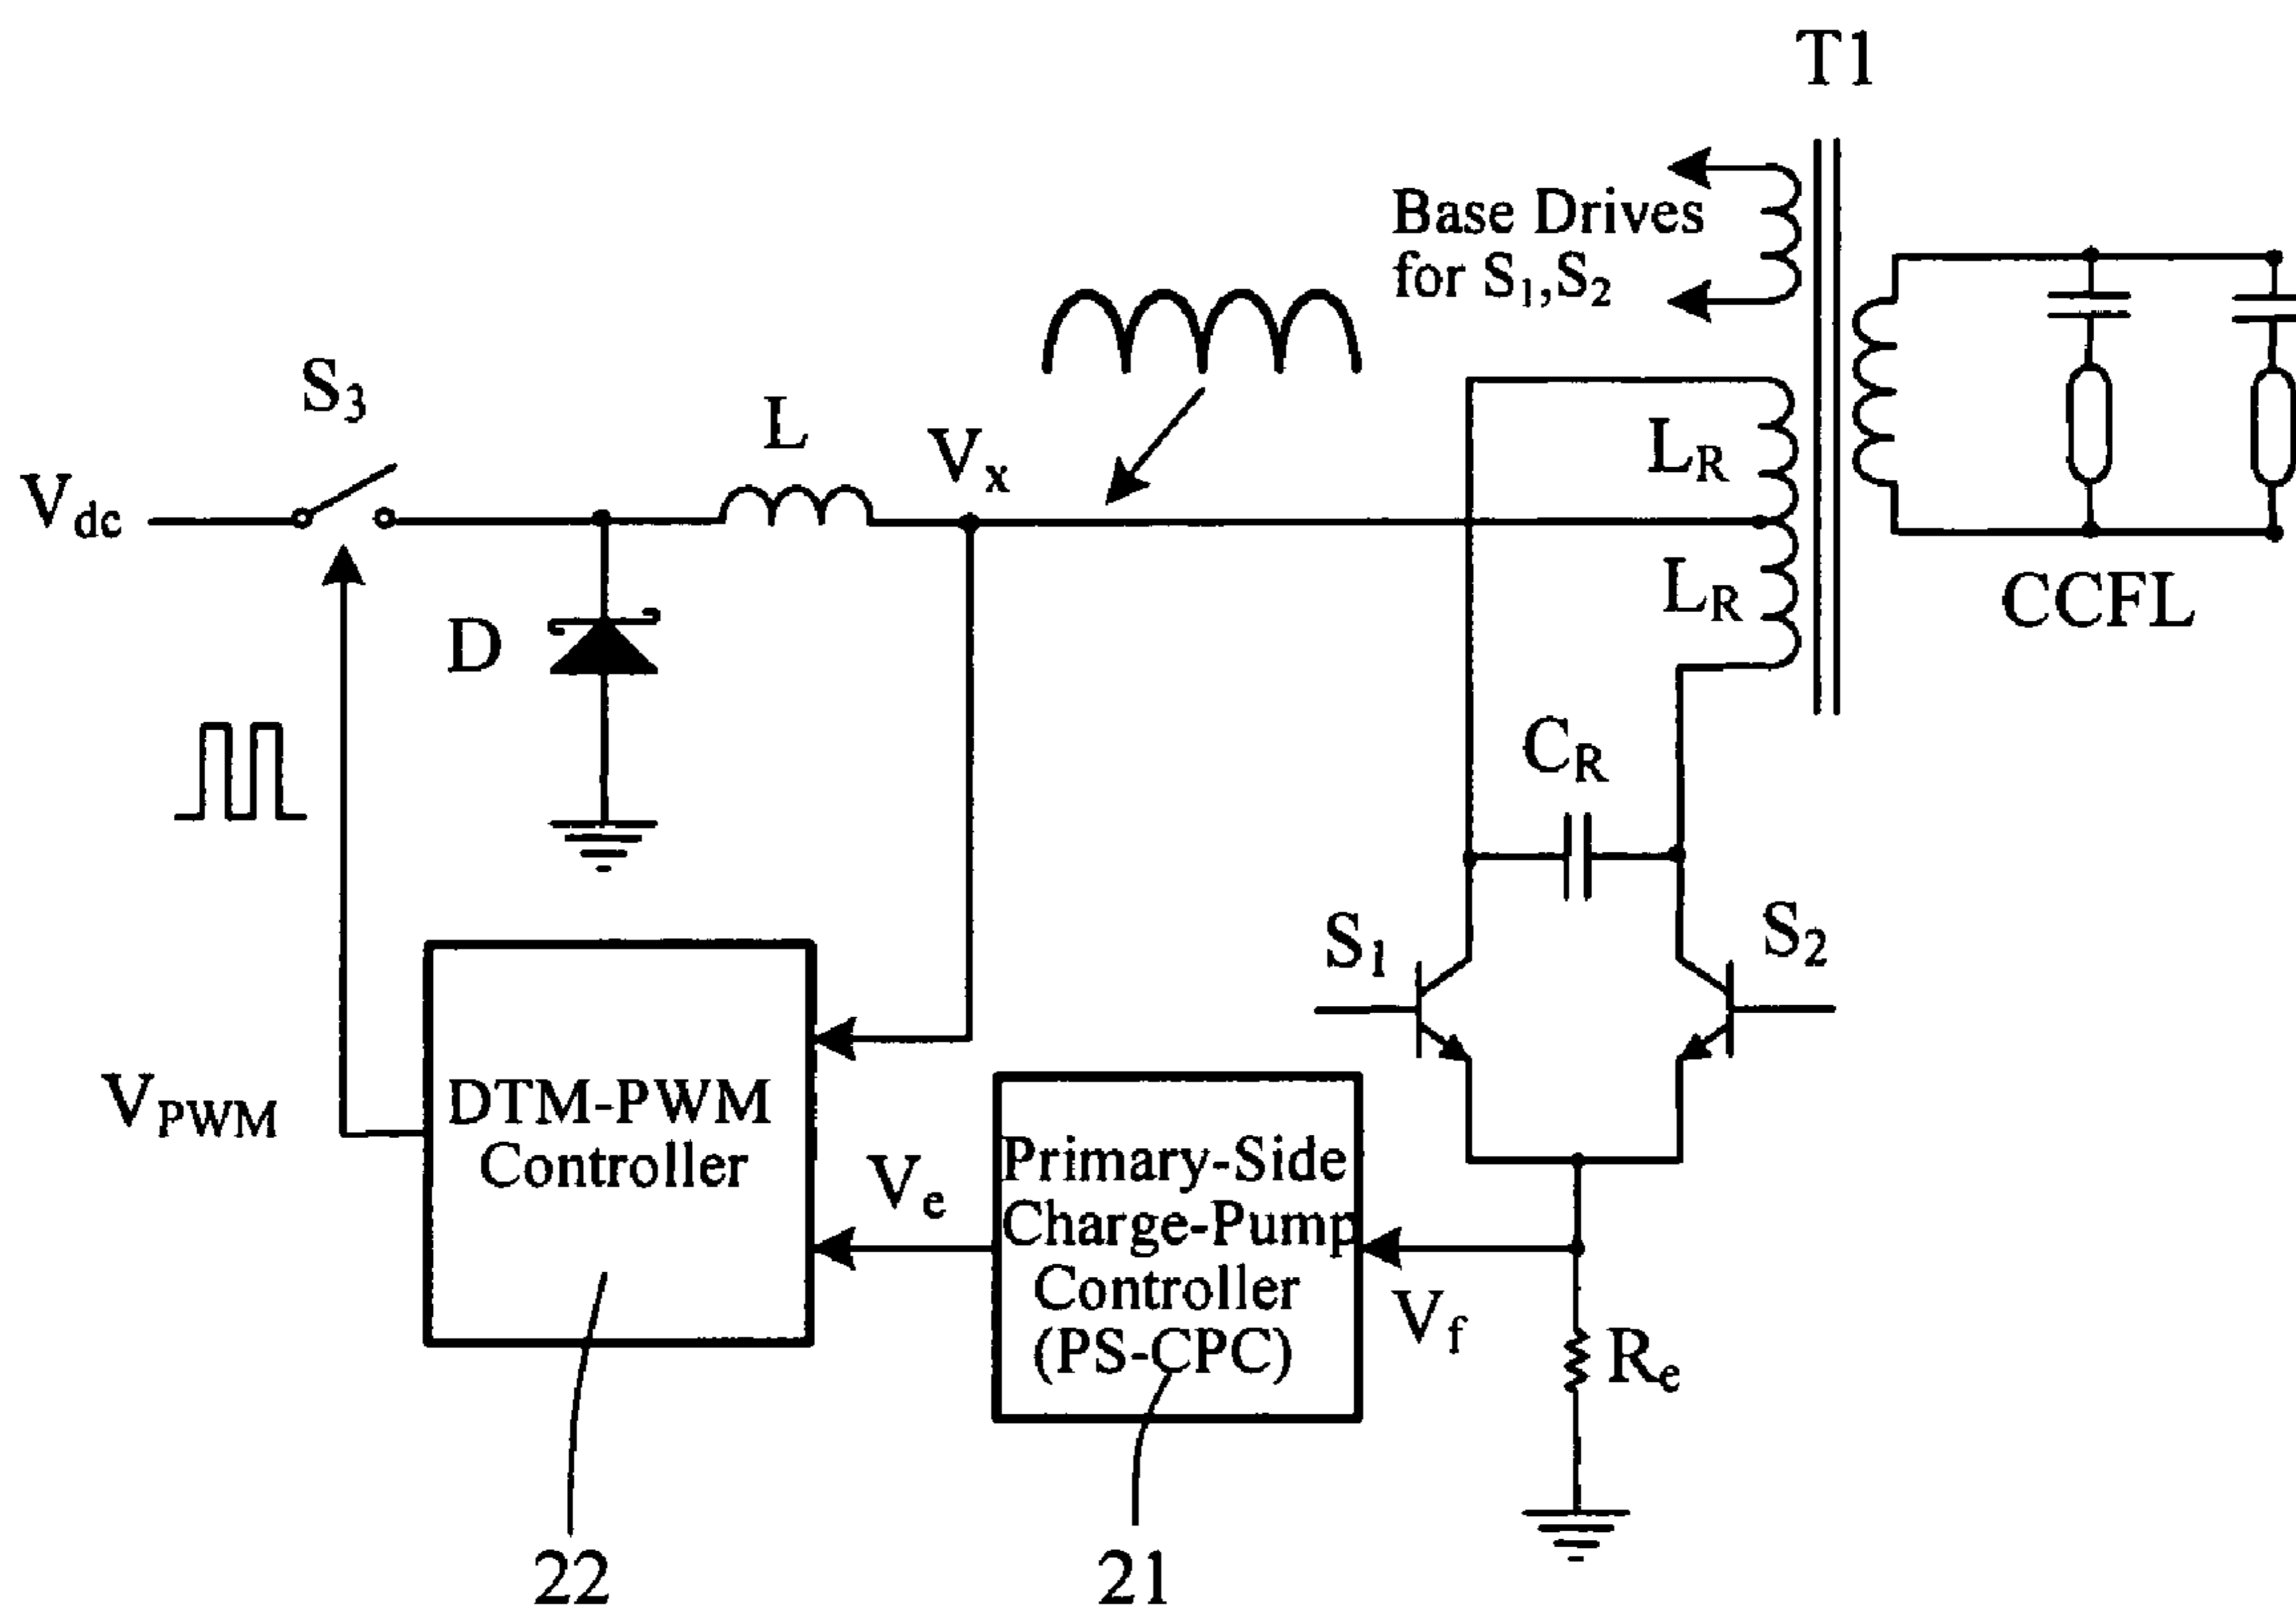 T1
Base Drives
for S1,S2
S3
L
Vx
LR
Vdc
LR
CCFL
D
CR
S1
S2
VPWM
DTM-PWM
Controller
Ve
Primary-Side
Charge-Pump
Controller
(PS-CPC)
Vf
Re
22
21